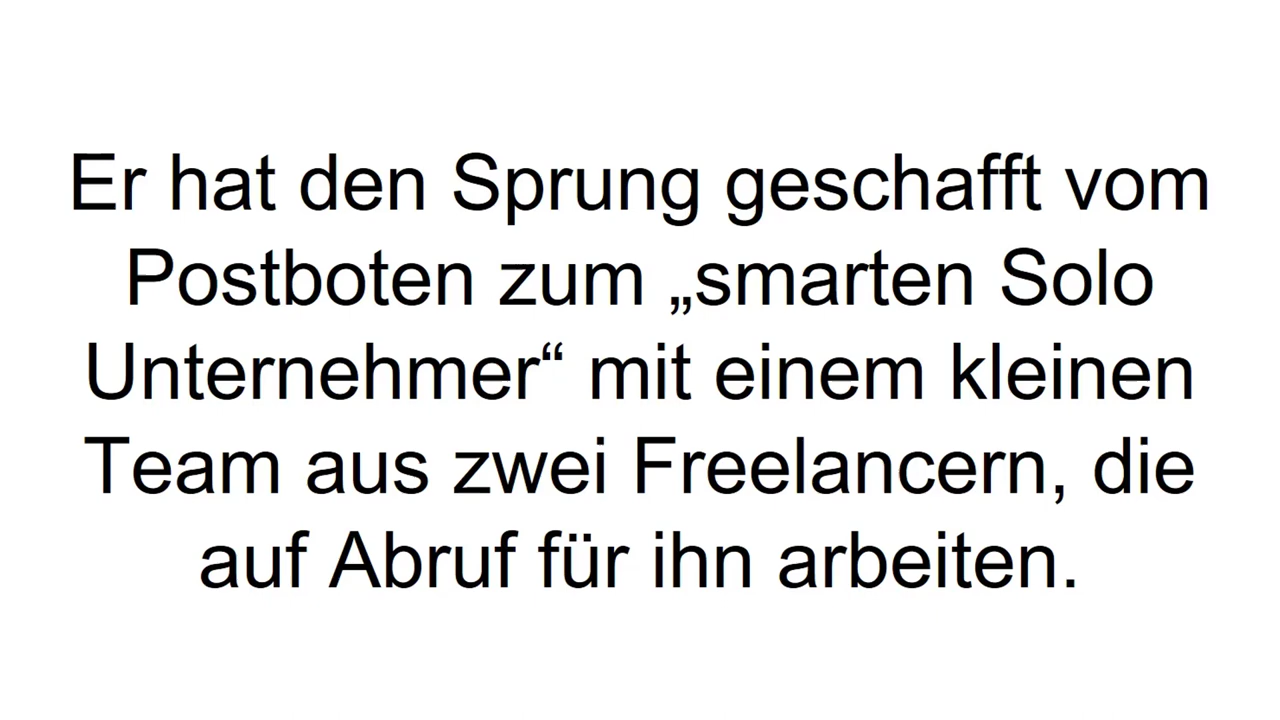 Er hat den Sprung geschafft vom
Postboten zum „smarten Solo
Unternehmer“ mit einem kleinen
Team aus zwei Freelancern, die
auf Abruf für ihn arbeiten.